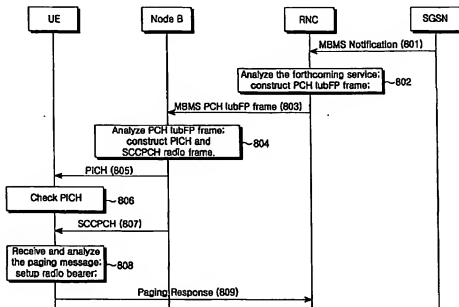 UE
Node B
RNC
SGSN
MBMS Notification (801)
Analyze the forthcoming service;
construct PCH IubFP frame;
802
MBMS PCH IubFP frame (803)
Analyze PCH IubFP frame;
construct PICH and
SCCPCH radio frame.
804
PICH (805)
Check PICH
806
SCCPCH (807)
Receive and analyze
the paging message;
setup radio bearer;
808
Paging Response (809)